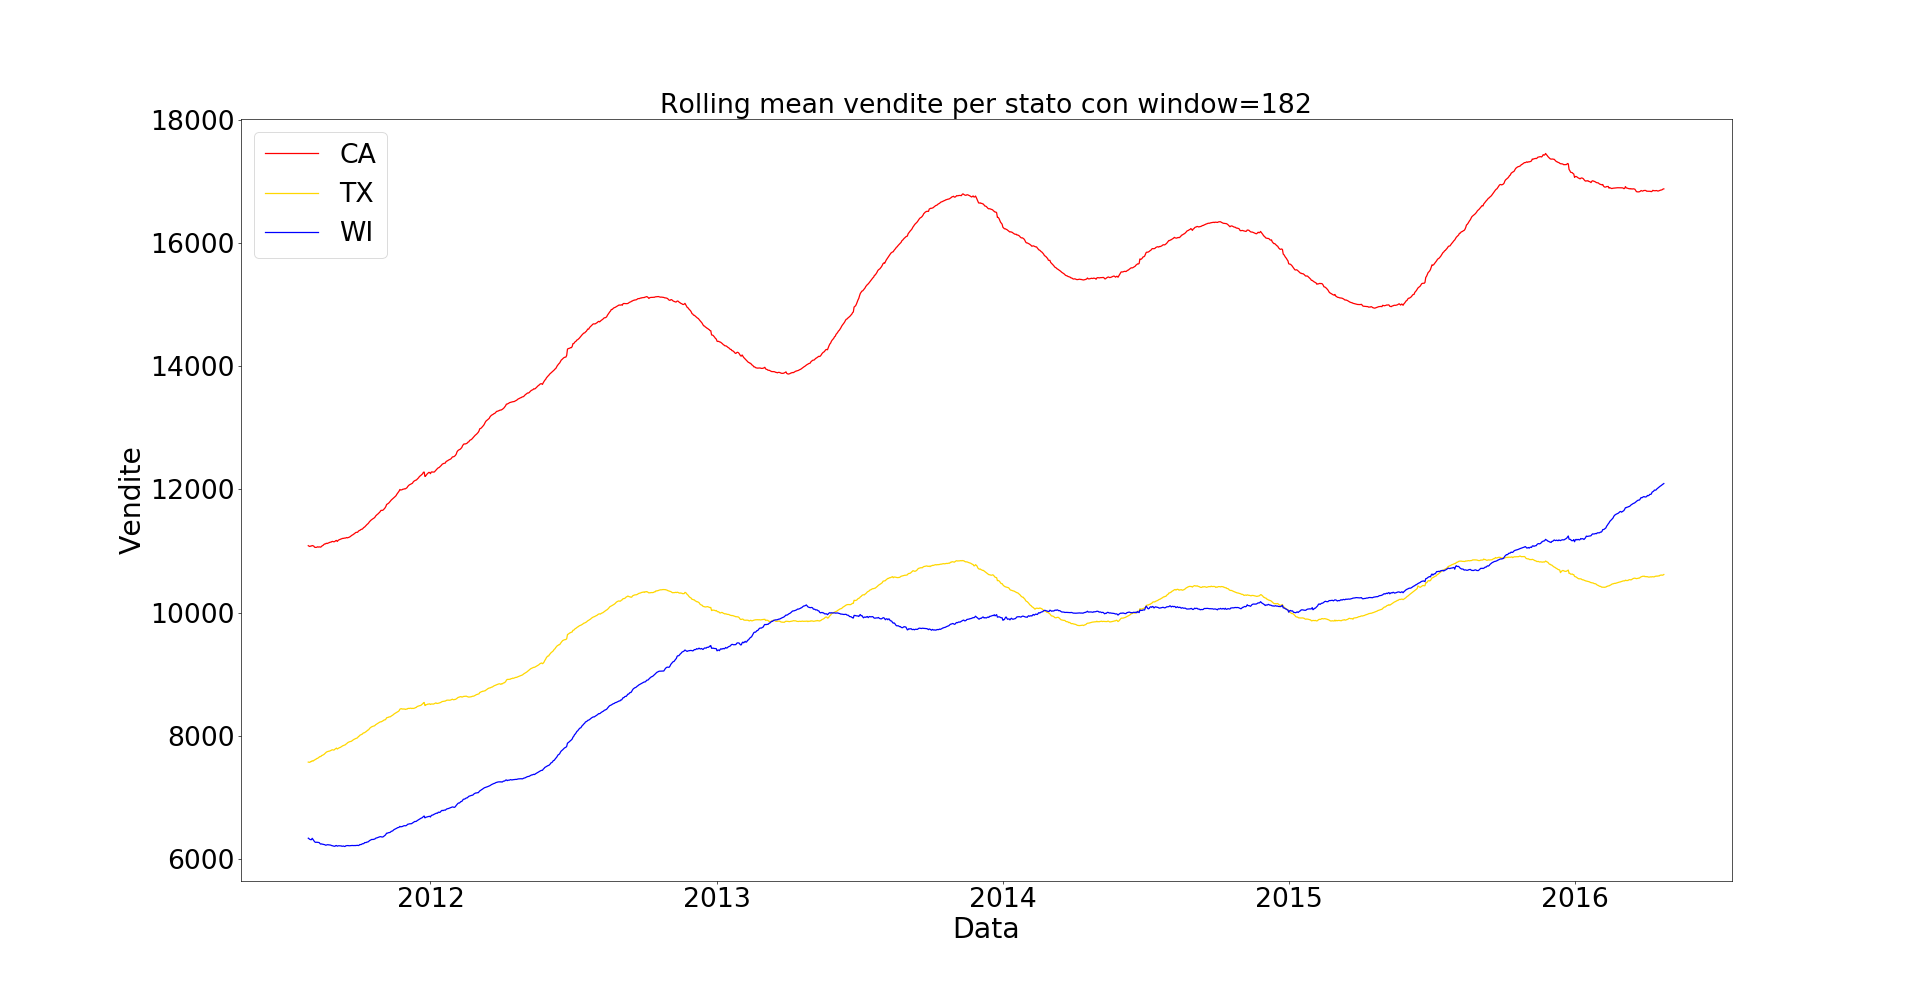 Rolling mean vendite per stato con window=182
18000
16000
14000
12000
10000
8000
6000
Vendite
CA
TX
WI
2012 2013 2014 2015 2016
Data